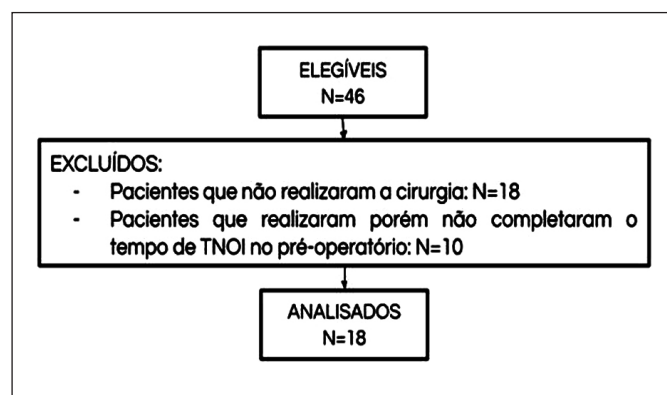 ELEGÍVEIS
N=46
EXCLUÍDOS:
- Pacientes que não realizaram a cirurgia: N=18
- Pacientes que realizaram porém não completaram o
tempo de TNOI no pré-operatório: N=10
ANALISADOS
N=18